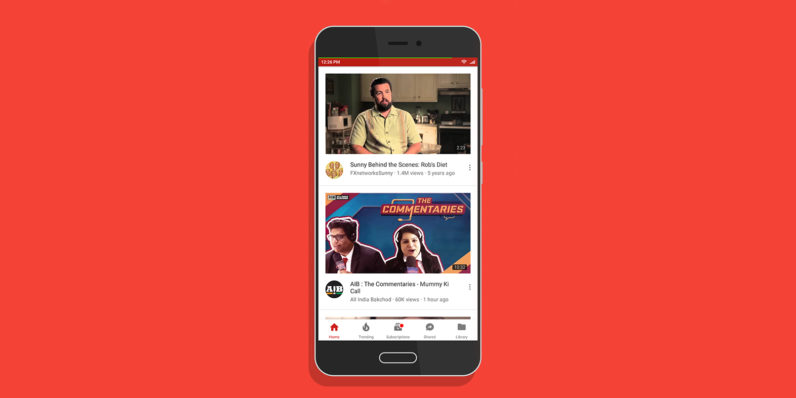 12:26 PM
2:23
Sunny Behind the Scenes: Rob's Diet
FXnetworksSunny · 1.4M views · 5 years ago
THE
COMMENTARIES
10:32
AIB : The Commentaries - Mummy Ki
Call
AIB
All India Bakchod · 60K views · 1 hour ago
Home
Trending
Subscriptions
Shared
Library